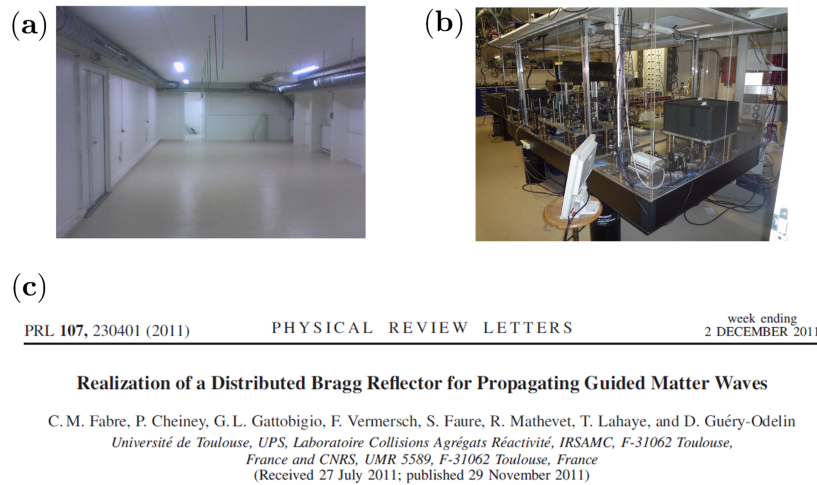 (a)
(b)
(c)
PRL 107, 230401 (2011)
PHYSICAL REVIEW LETTERS
week ending
2 DECEMBER 2011
Realization of a Distributed Bragg Reflector for Propagating Guided Matter Waves
C. M. Fabre, P. Cheiney, G. L. Gattobigio, F. Vermersch, S. Faure, R. Mathevet, T. Lahaye, and D. Guéry-Odelin
Université de Toulouse, UPS, Laboratoire Collisions Agrégats Réactivité, IRSAMC, F-31062 Toulouse,
France and CNRS, UMR 5589, F-31062 Toulouse, France
(Received 27 July 2011; published 29 November 2011)